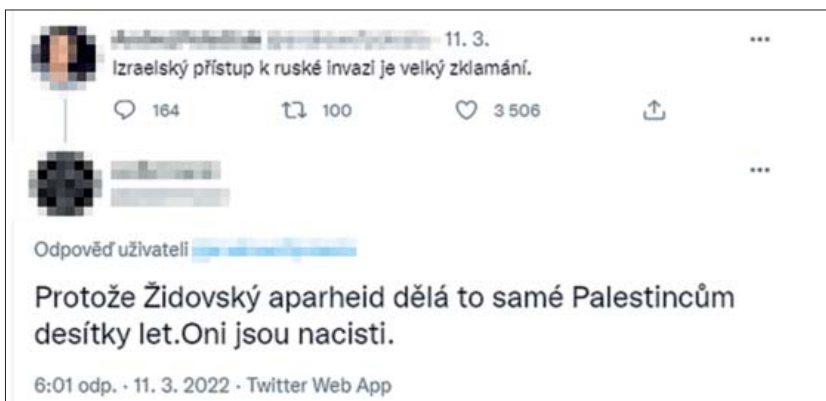 11. 3.
Izraelský přístup k ruské invazi je velký zklamání.
164 100 3 506
Odpověď uživateli
Protože Židovský aparheid dělá to samé Palestincům
desítky let.Oni jsou nacisti.
6:01 odp. · 11. 3. 2022 · Twitter Web App